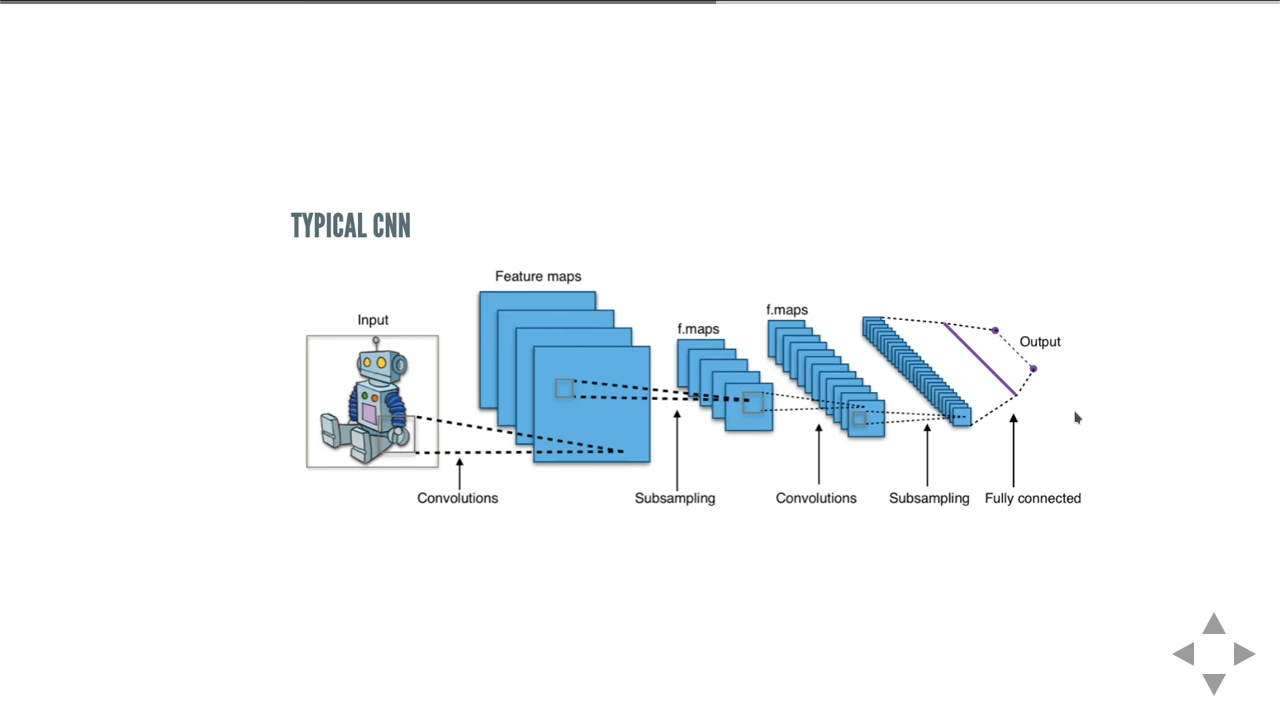 TYPICAL CNN
Feature maps
Input
f.maps
f.maps
Output
Convolutions
Subsampling
Convolutions
Subsampling
Fully connected